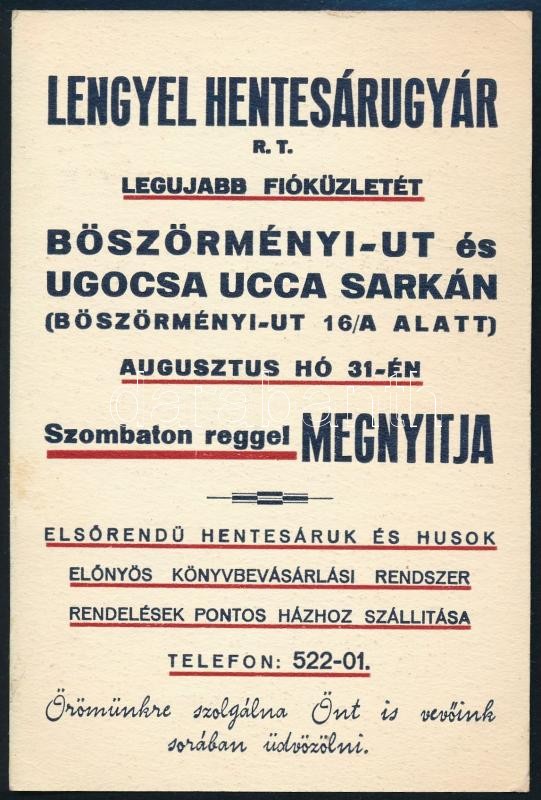 LENGYEL HENTESÁRUGYÁR
R. T.
LEGUJABB FIÓKÜZLETÉT
BÖSZÖRMÉNYI-UT és
UGOCSA UCCA SARKÁN
(BÖSZÖRMÉNYI-UT 16/A ALATT)
AUGUSZTUS HÓ 31-ÉN
Szombaton reggel MEGNYITJA
ELSŐRENDŰ HENTESÁRUK ÉS HUSOK
ELŐNYÖS KÖNYVBEVÁSÁRLÁSI RENDSZER
RENDELÉSEK PONTOS HÁZHOZ SZÁLLITÁSA
TELEFON: 522-01.
Örömünkre szolgálna Önt is vevőink
sorában üdvözölni.
darabanth